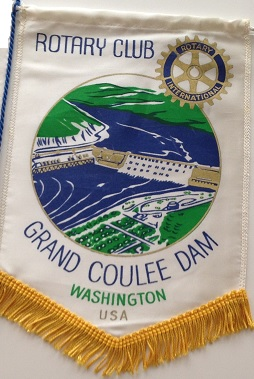 ROTARY CLUB
ROTARY
INTERNATIONAL
GRAND COULEE DAM
WASHINGTON
USA